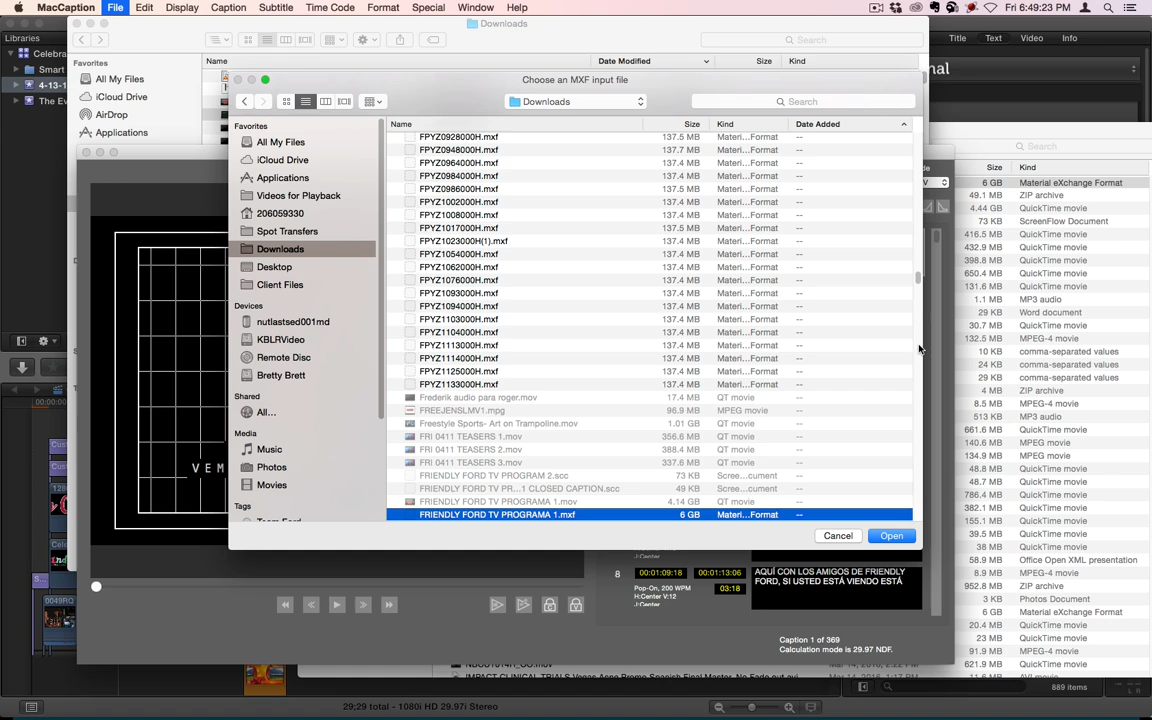 MacCaption File Edit Display Caption Subtitle Time Code Format Special Window Help
Fri 6:49:23 PM
Libraries
Downloads
Title Text Video Info
Celebra
Smart
4-13-1
The Ev
Search
Favorites
All My Files
iCloud Drive
AirDrop
Applications
Name Date Modified Size Kind
Choose an MXF input file
Downloads
Search
Favorites
All My Files
iCloud Drive
Applications
Videos for Playback
206059330
Spot Transfers
Downloads
Desktop
Client Files
Devices
nutlastsed001md
KBLRVideo
Remote Disc
Bretty Brett
Shared
All...
Media
Music
Photos
Movies
Tags
Name Size Kind Date Added
FPYZ0928000H.mxf 137.5 MB Materi...Format --
FPYZ0948000H.mxf 137.7 MB Materi...Format --
FPYZ0964000H.mxf 137.4 MB Materi...Format --
FPYZ0984000H.mxf 137.4 MB Materi...Format --
FPYZ0986000H.mxf 137.5 MB Materi...Format --
FPYZ1002000H.mxf 137.4 MB Materi...Format --
FPYZ1008000H.mxf 137.4 MB Materi...Format --
FPYZ1017000H.mxf 137.5 MB Materi...Format --
FPYZ1023000H(1).mxf 137.4 MB Materi...Format --
FPYZ1054000H.mxf 137.4 MB Materi...Format --
FPYZ1062000H.mxf 137.4 MB Materi...Format --
FPYZ1076000H.mxf 137.4 MB Materi...Format --
FPYZ1093000H.mxf 137.4 MB Materi...Format --
FPYZ1094000H.mxf 137.4 MB Materi...Format --
FPYZ1103000H.mxf 137.4 MB Materi...Format --
FPYZ1104000H.mxf 137.4 MB Materi...Format --
FPYZ1113000H.mxf 137.4 MB Materi...Format --
FPYZ1114000H.mxf 137.4 MB Materi...Format --
FPYZ1125000H.mxf 137.4 MB Materi...Format --
FPYZ1133000H.mxf 137.4 MB Materi...Format --
Frederik audio para roger.mov 17.4 MB QT movie --
FREEJENSLMV1.mpg 96.9 MB MPEG movie --
Freestyle Sports- Art on Trampoline.mov 1.01 GB QT movie --
FRI 0411 TEASERS 1.mov 356.6 MB QT movie --
FRI 0411 TEASERS 2.mov 388.4 MB QT movie --
FRI 0411 TEASERS 3.mov 337.6 MB QT movie --
FRIENDLY FORD TV PROGRAM 2.scc 73 KB Scree...cument --
FRIENDLY FORD TV PR...1 CLOSED CAPTION.scc 49 KB Scree...cument --
FRIENDLY FORD TV PROGRAMA 1.mov 4.14 GB QT movie --
FRIENDLY FORD TV PROGRAMA 1.mxf 6 GB Materi...Format --
Cancel Open
Search
Size Kind
6 GB Material eXchange Format
49.1 MB ZIP archive
4.44 GB QuickTime movie
73 KB ScreenFlow Document
416.5 MB QuickTime movie
432.9 MB QuickTime movie
398.8 MB QuickTime movie
650.4 MB QuickTime movie
131.6 MB QuickTime movie
1.1 MB MP3 audio
29 KB Word document
30.7 MB QuickTime movie
132.5 MB MPEG-4 movie
10 KB comma-separated values
24 KB comma-separated values
29 KB comma-separated values
4 MB ZIP archive
8.5 MB MPEG-4 movie
513 KB MP3 audio
661.6 MB QuickTime movie
140.6 MB MPEG movie
134.9 MB MPEG movie
48.8 MB QuickTime movie
48.7 MB QuickTime movie
786.4 MB QuickTime movie
382.1 MB QuickTime movie
155.1 MB QuickTime movie
39.5 MB QuickTime movie
38 MB QuickTime movie
58.9 MB Office Open XML presentation
8.9 MB MPEG-4 movie
952.8 MB ZIP archive
3 KB Photos Document
6 GB Material eXchange Format
20.4 MB QuickTime movie
23 MB QuickTime movie
91.9 MB MPEG-4 movie
621.9 MB QuickTime movie
VEM
00:00:00
8 00:01:09:18 00:01:13:06
Pop-On, 200 WPM
H:Center V:12
J:Center
03:18
AQUÍ CON LOS AMIGOS DE FRIENDLY
FORD, SI USTED ESTÁ VIENDO ESTÁ
Caption 1 of 369
Calculation mode is 29.97 NDF.
889 items
29;29 total - 1080i HD 29.97i Stereo